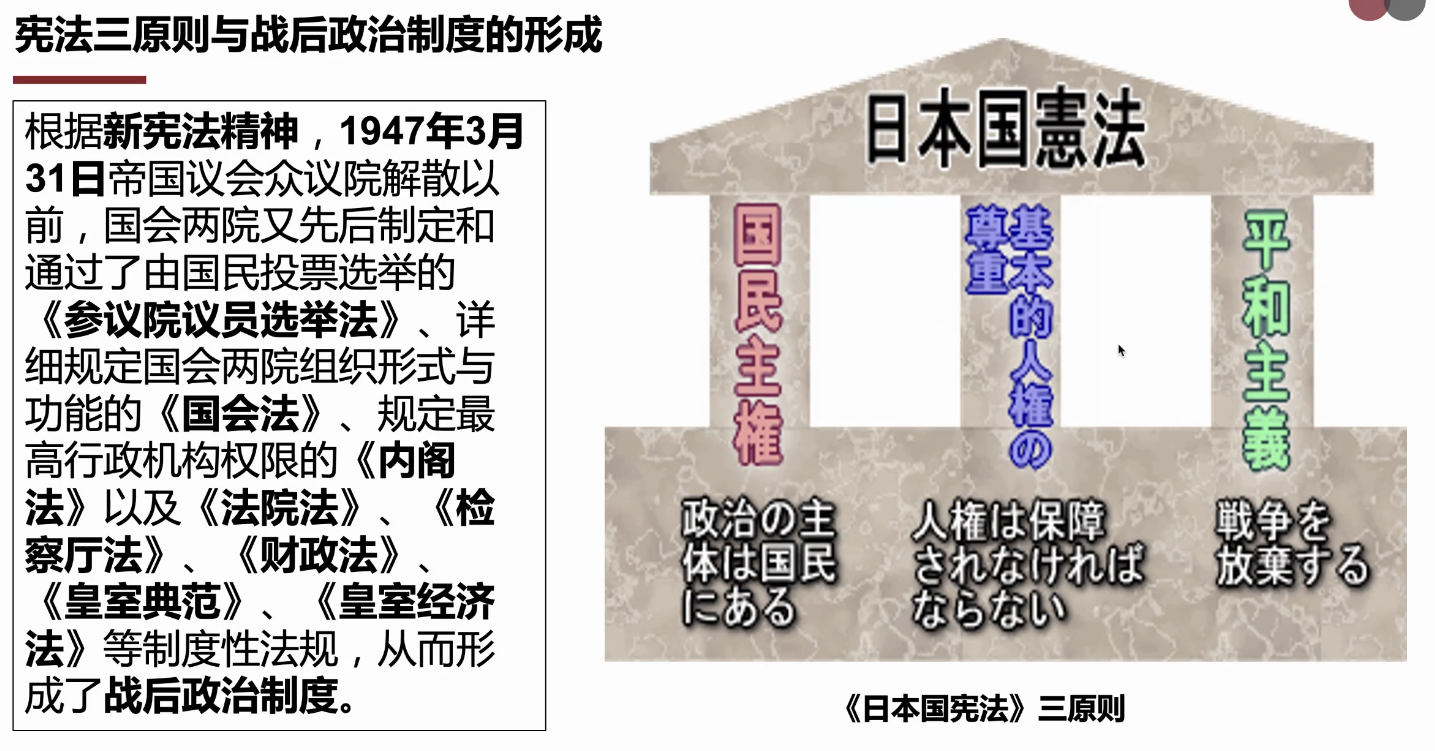 宪法三原则与战后政治制度的形成
根据新宪法精神，1947年3月
31日帝国议会众议院解散以
前，国会两院又先后制定和
通过了由国民投票选举的
《参议院议员选举法》、详
细规定国会两院组织形式与
功能的《国会法》、规定最
高行政机构权限的《内阁
法》以及《法院法》、《检
察厅法》、《财政法》、
《皇室典范》、《皇室经济
法》等制度性法规，从而形
成了战后政治制度。
日本国憲法
国民主権
基本的人権の
尊重
平和主義
政治の主
体は国民
にある
人権は保障
されなければ
ならない
戦争を
放棄する
《日本国宪法》三原则